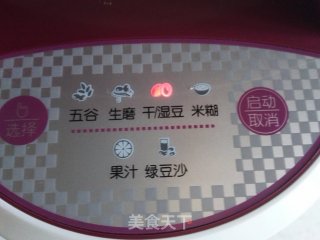 五谷 生磨 干/湿豆 米糊
选择
启动
取消
果汁 绿豆沙
美食天下